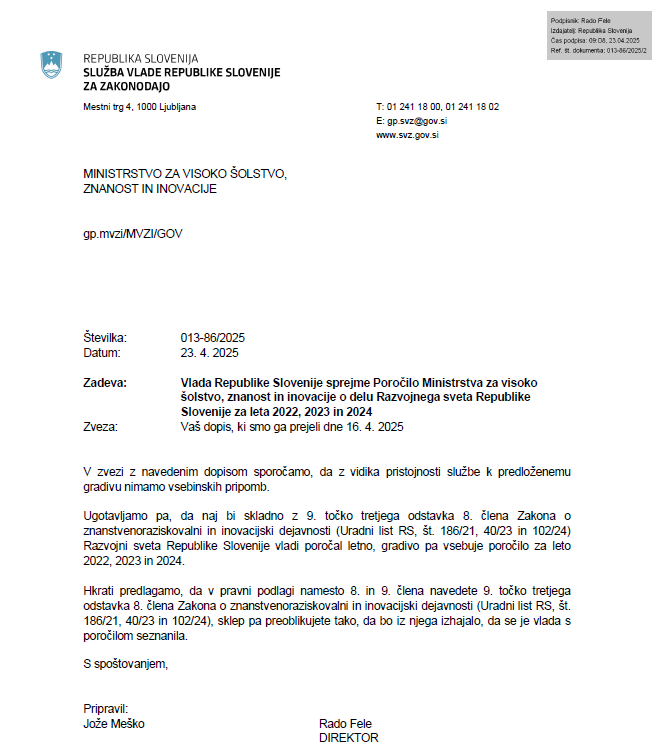 Podpisnik: Rado Fele
Izdajatelj: Republika Slovenija
Čas podpisa: 09:08, 23.04.2025
Ref. št. dokumenta: 013-86/2025/2
REPUBLIKA SLOVENIJA
SLUŽBA VLADE REPUBLIKE SLOVENIJE
ZA ZAKONODAJO
Mestni trg 4, 1000 Ljubljana
T: 01 241 18 00, 01 241 18 02
E: gp.svz@gov.si
www.svz.gov.si
MINISTRSTVO ZA VISOKO ŠOLSTVO,
ZNANOST IN INOVACIJE
gp.mvzi/MVZI/GOV
Številka: 013-86/2025
Datum: 23. 4. 2025
Zadeva: Vlada Republike Slovenije sprejme Poročilo Ministrstva za visoko
šolstvo, znanost in inovacije o delu Razvojnega sveta Republike
Slovenije za leta 2022, 2023 in 2024
Zveza: Vaš dopis, ki smo ga prejeli dne 16. 4. 2025
V zvezi z navedenim dopisom sporočamo, da z vidika pristojnosti službe k predloženemu
gradivu nimamo vsebinskih pripomb.
Ugotavljamo pa, da naj bi skladno z 9. točko tretjega odstavka 8. člena Zakona o
znanstvenoraziskovalni in inovacijski dejavnosti (Uradni list RS, št. 186/21, 40/23 in 102/24)
Razvojni sveta Republike Slovenije vladi poročal letno, gradivo pa vsebuje poročilo za leto
2022, 2023 in 2024.
Hkrati predlagamo, da v pravni podlagi namesto 8. in 9. člena navedete 9. točko tretjega
odstavka 8. člena Zakona o znanstvenoraziskovalni in inovacijski dejavnosti (Uradni list RS, št.
186/21, 40/23 in 102/24), sklep pa preoblikujete tako, da bo iz njega izhajalo, da se je vlada s
poročilom seznanila.
S spoštovanjem,
Pripravil:
Jože Meško
Rado Fele
DIREKTOR